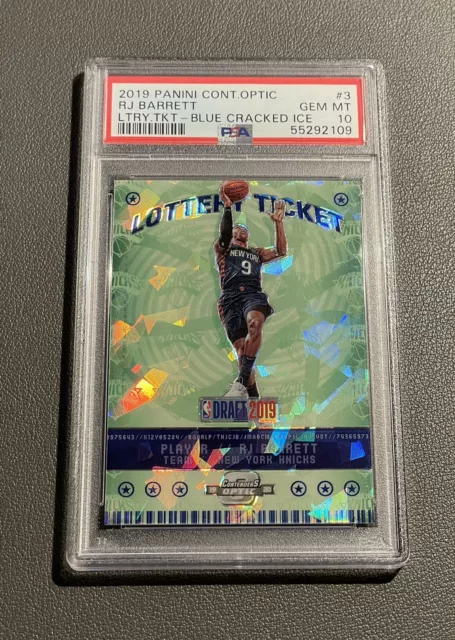 2019 PANINI CONT.OPTIC #3
RJ BARRETT GEM MT
LTRY.TKT-BLUE CRACKED ICE 10
PSA 55292109
LOTTERY TICKET
NEW YORK
9
NBA DRAFT 2019
PLAYER // RJ BARRETT
TEAM // NEW YORK KNICKS
CONTENDERS
OPTIC